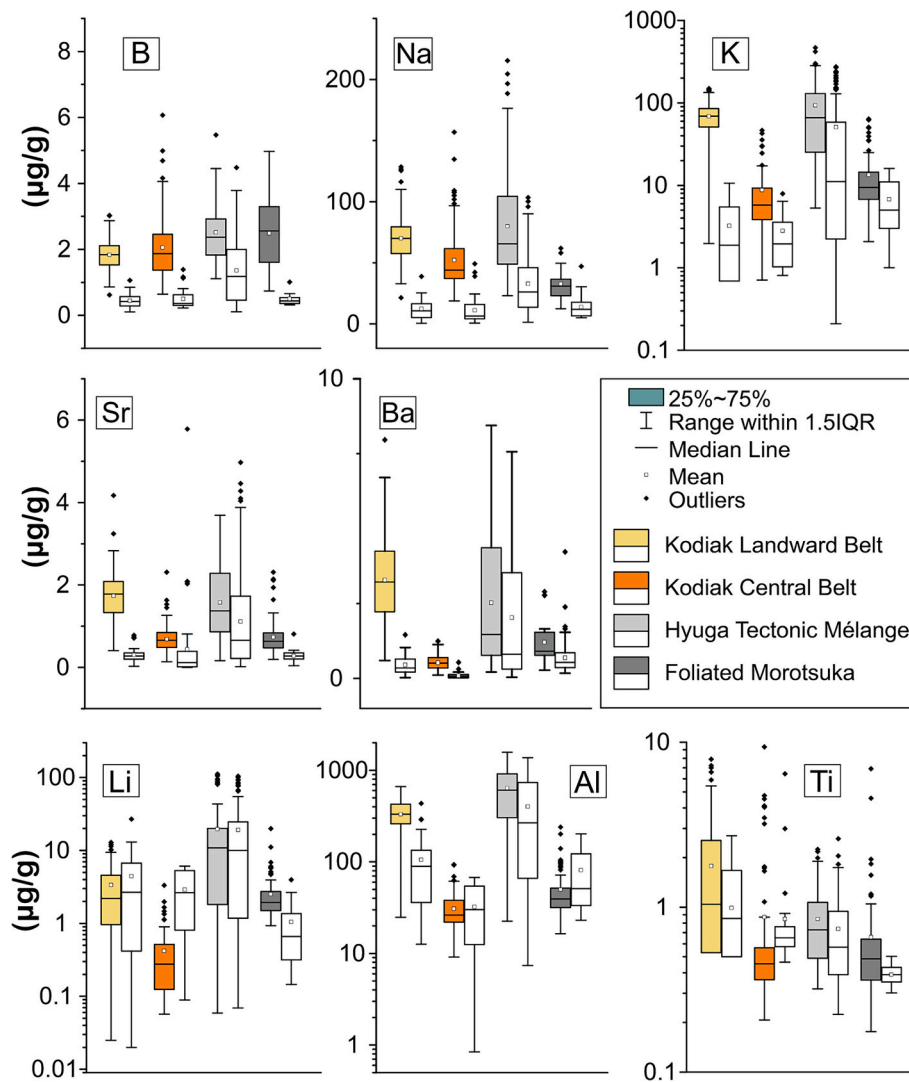 B
Na
K
(μg/g)
8
6
4
2
0
200
100
0
1000
100
10
1
0.1
Sr
Ba
(μg/g)
6
4
2
0
10
0
25%~75%
Range within 1.5IQR
Median Line
Mean
Outliers
Kodiak Landward Belt
Kodiak Central Belt
Hyuga Tectonic Mélange
Foliated Morotsuka
Li
Al
Ti
(μg/g)
100
10
1
0.1
0.01
1000
100
10
1
10
1
0.1